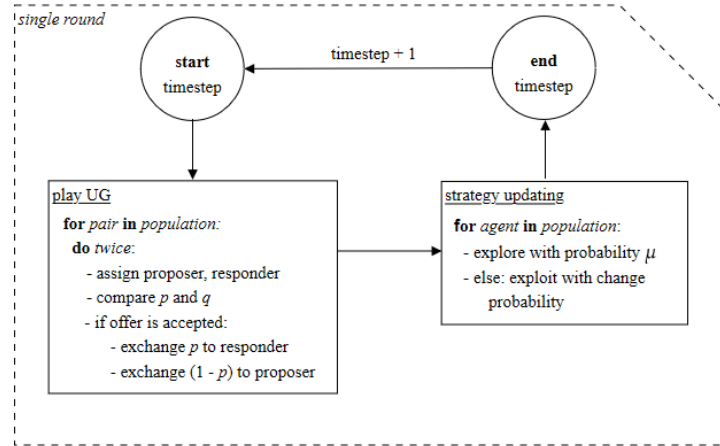 single round
start
timestep
timestep + 1
end
timestep
play UG
for pair in population:
do twice:
- assign proposer, responder
- compare p and q
- if offer is accepted:
- exchange p to responder
- exchange (1 - p) to proposer
strategy updating
for agent in population:
- explore with probability μ
- else: exploit with change
probability